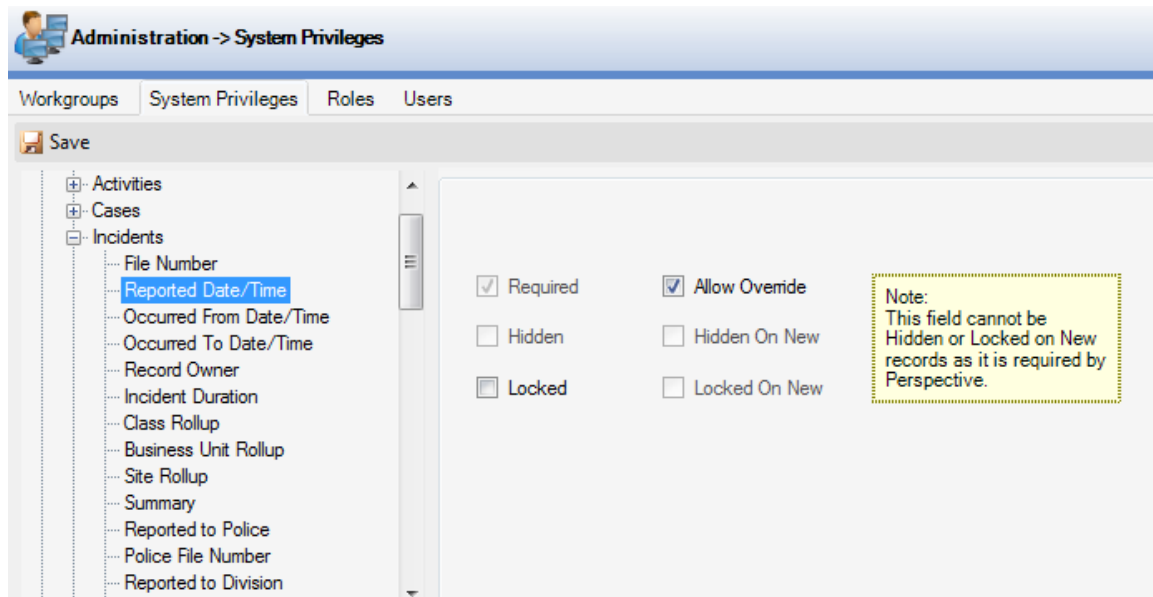 Administration -> System Privileges
Workgroups System Privileges Roles Users
Save
Activities
Cases
Incidents
File Number
Reported Date/Time
Occurred From Date/Time
Occurred To Date/Time
Record Owner
Incident Duration
Class Rollup
Business Unit Rollup
Site Rollup
Summary
Reported to Police
Police File Number
Reported to Division
Required Allow Override
Hidden Hidden On New
Locked Locked On New
Note:
This field cannot be
Hidden or Locked on New
records as it is required by
Perspective.